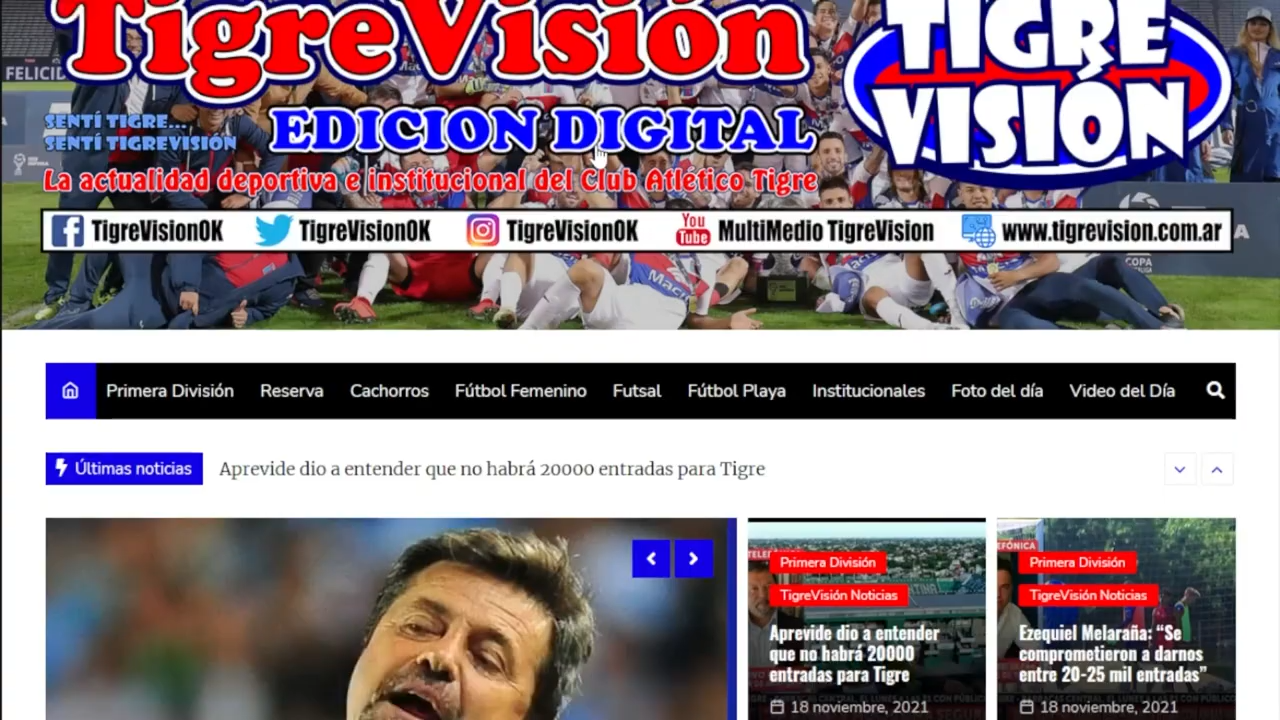 TigreVisión
TIGRE
VISIÓN
FELICID
SENTÍ TIGRE...
SENTÍ TIGREVISIÓN
EDICION DIGITAL
La actualidad deportiva e institucional del Club Atlético Tigre
TigreVisionOK TigreVisionOK TigreVisionOK You Tube MultiMedio TigreVision www.tigrevision.com.ar
COPA
Primera División Reserva Cachorros Fútbol Femenino Futsal Fútbol Playa Institucionales Foto del día Video del Día
Últimas noticias Aprevide dio a entender que no habrá 20000 entradas para Tigre
Primera División
TigreVisión Noticias
Aprevide dio a entender
que no habrá 20000
entradas para Tigre
18 noviembre, 2021
Primera División
TigreVisión Noticias
Ezequiel Melaraña: “Se
comprometieron a darnos
entre 20-25 mil entradas”
18 noviembre, 2021